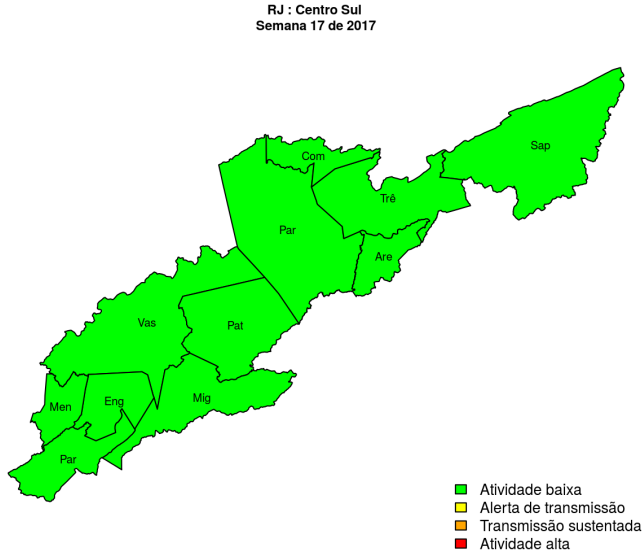 RJ : Centro Sul
Semana 17 de 2017
Sap
Com
Trê
Par
Are
Vas
Pat
Men
Eng
Mig
Par
Atividade baixa
Alerta de transmissão
Transmissão sustentada
Atividade alta